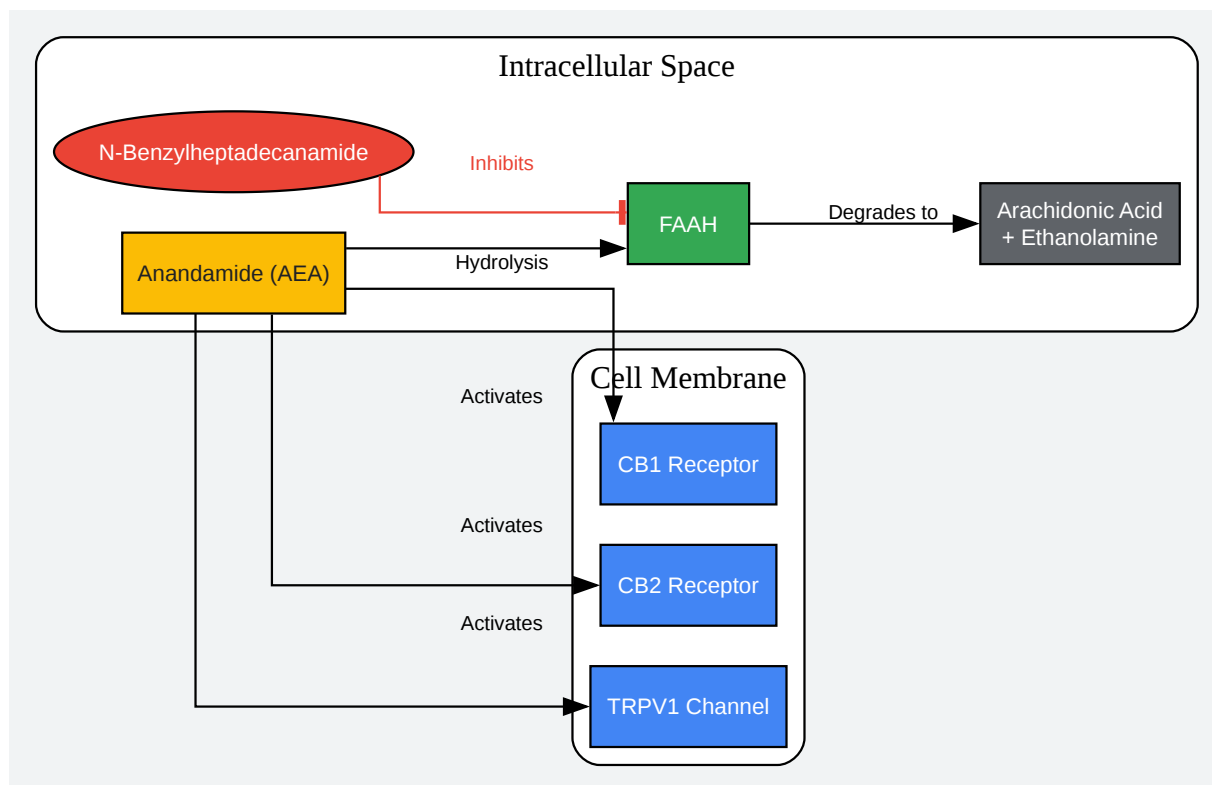 Intracellular Space
N-Benzylheptadecanamide
Inhibits
FAAH
Degrades to
Arachidonic Acid
+ Ethanolamine
Anandamide (AEA)
Hydrolysis
Cell Membrane
Activates
CB1 Receptor
Activates
CB2 Receptor
Activates
TRPV1 Channel